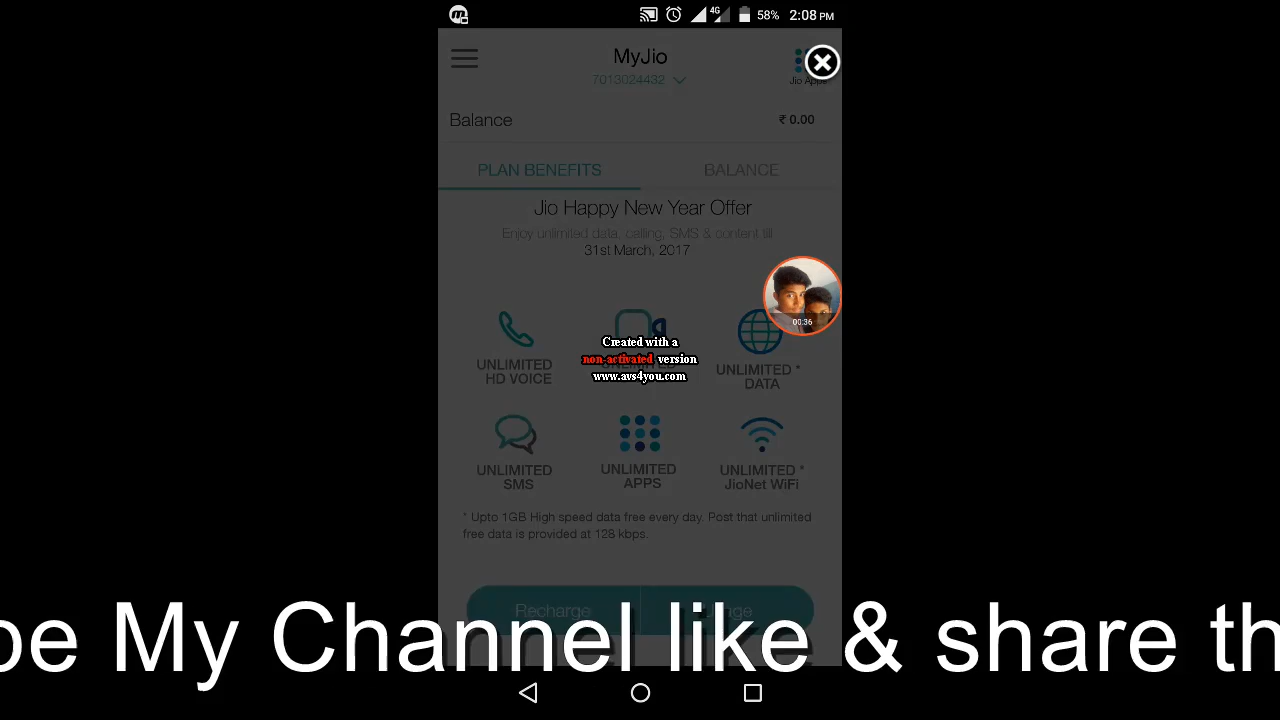 4G 58% 2:08 PM
MyJio
7013024432
Jio Apps
Balance ₹ 0.00
PLAN BENEFITS BALANCE
Jio Happy New Year Offer
Enjoy unlimited data, calling, SMS & content till
31st March, 2017
00:36
Created with a
non-activated version
www.avs4you.com
UNLIMITED
HD VOICE
UNLIMITED
UNLIMITED *
DATA
UNLIMITED
SMS
UNLIMITED
APPS
UNLIMITED *
JioNet WiFi
* Upto 1GB High speed data free every day. Post that unlimited
free data is provided at 128 kbps.
Recharge
be My Channel like & share th